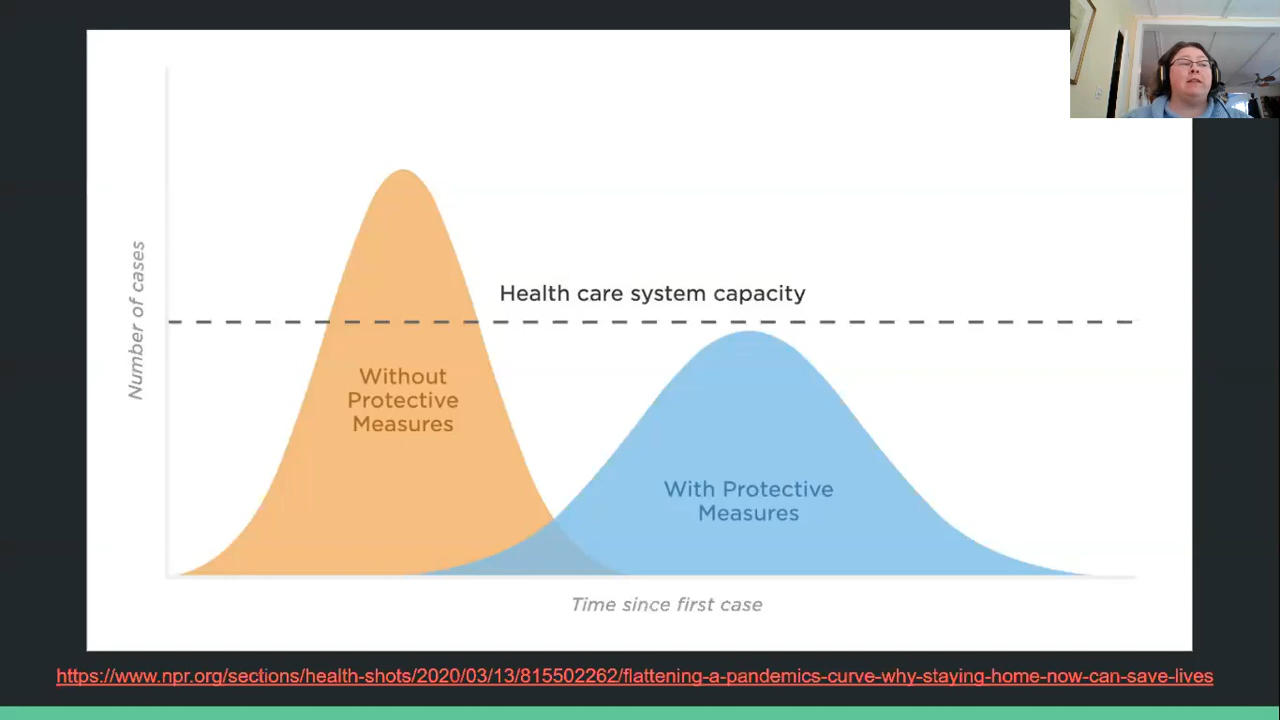 Number of cases
Health care system capacity
Without
Protective
Measures
With Protective
Measures
Time since first case
https://www.npr.org/sections/health-shots/2020/03/13/815502262/flattening-a-pandemics-curve-why-staying-home-now-can-save-lives